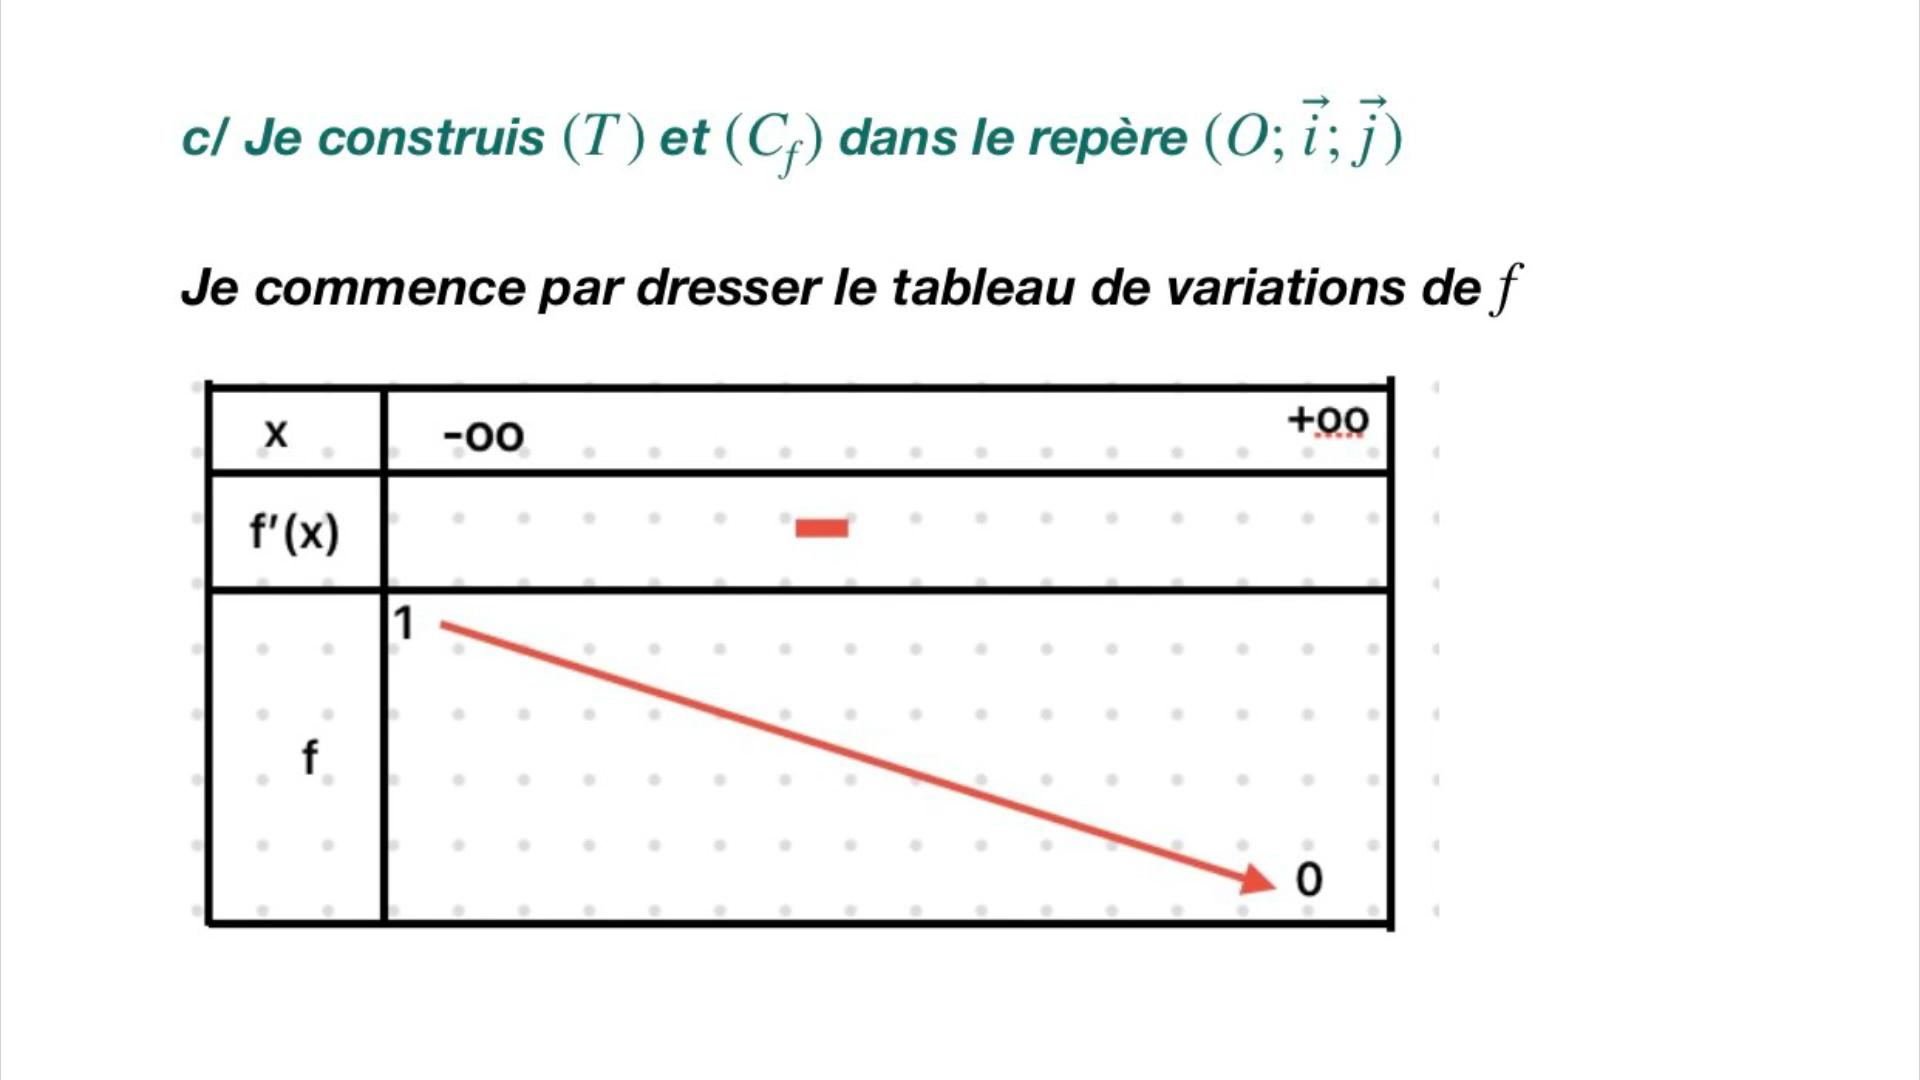 c/ Je construis (T) et (C_f) dans le repère (O; i⃗; j⃗)
Je commence par dresser le tableau de variations de f
x -oo +oo
f'(x) -
1
f
0